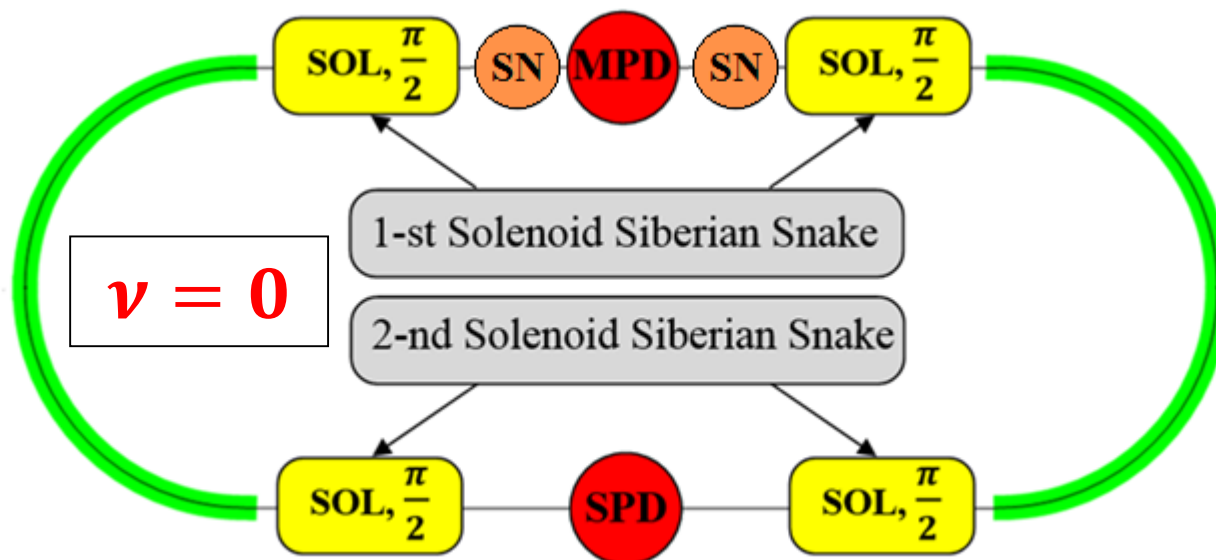 SOL, π/2 SN MPD SN SOL, π/2
1-st Solenoid Siberian Snake
ν = 0
2-nd Solenoid Siberian Snake
SOL, π/2 SPD SOL, π/2